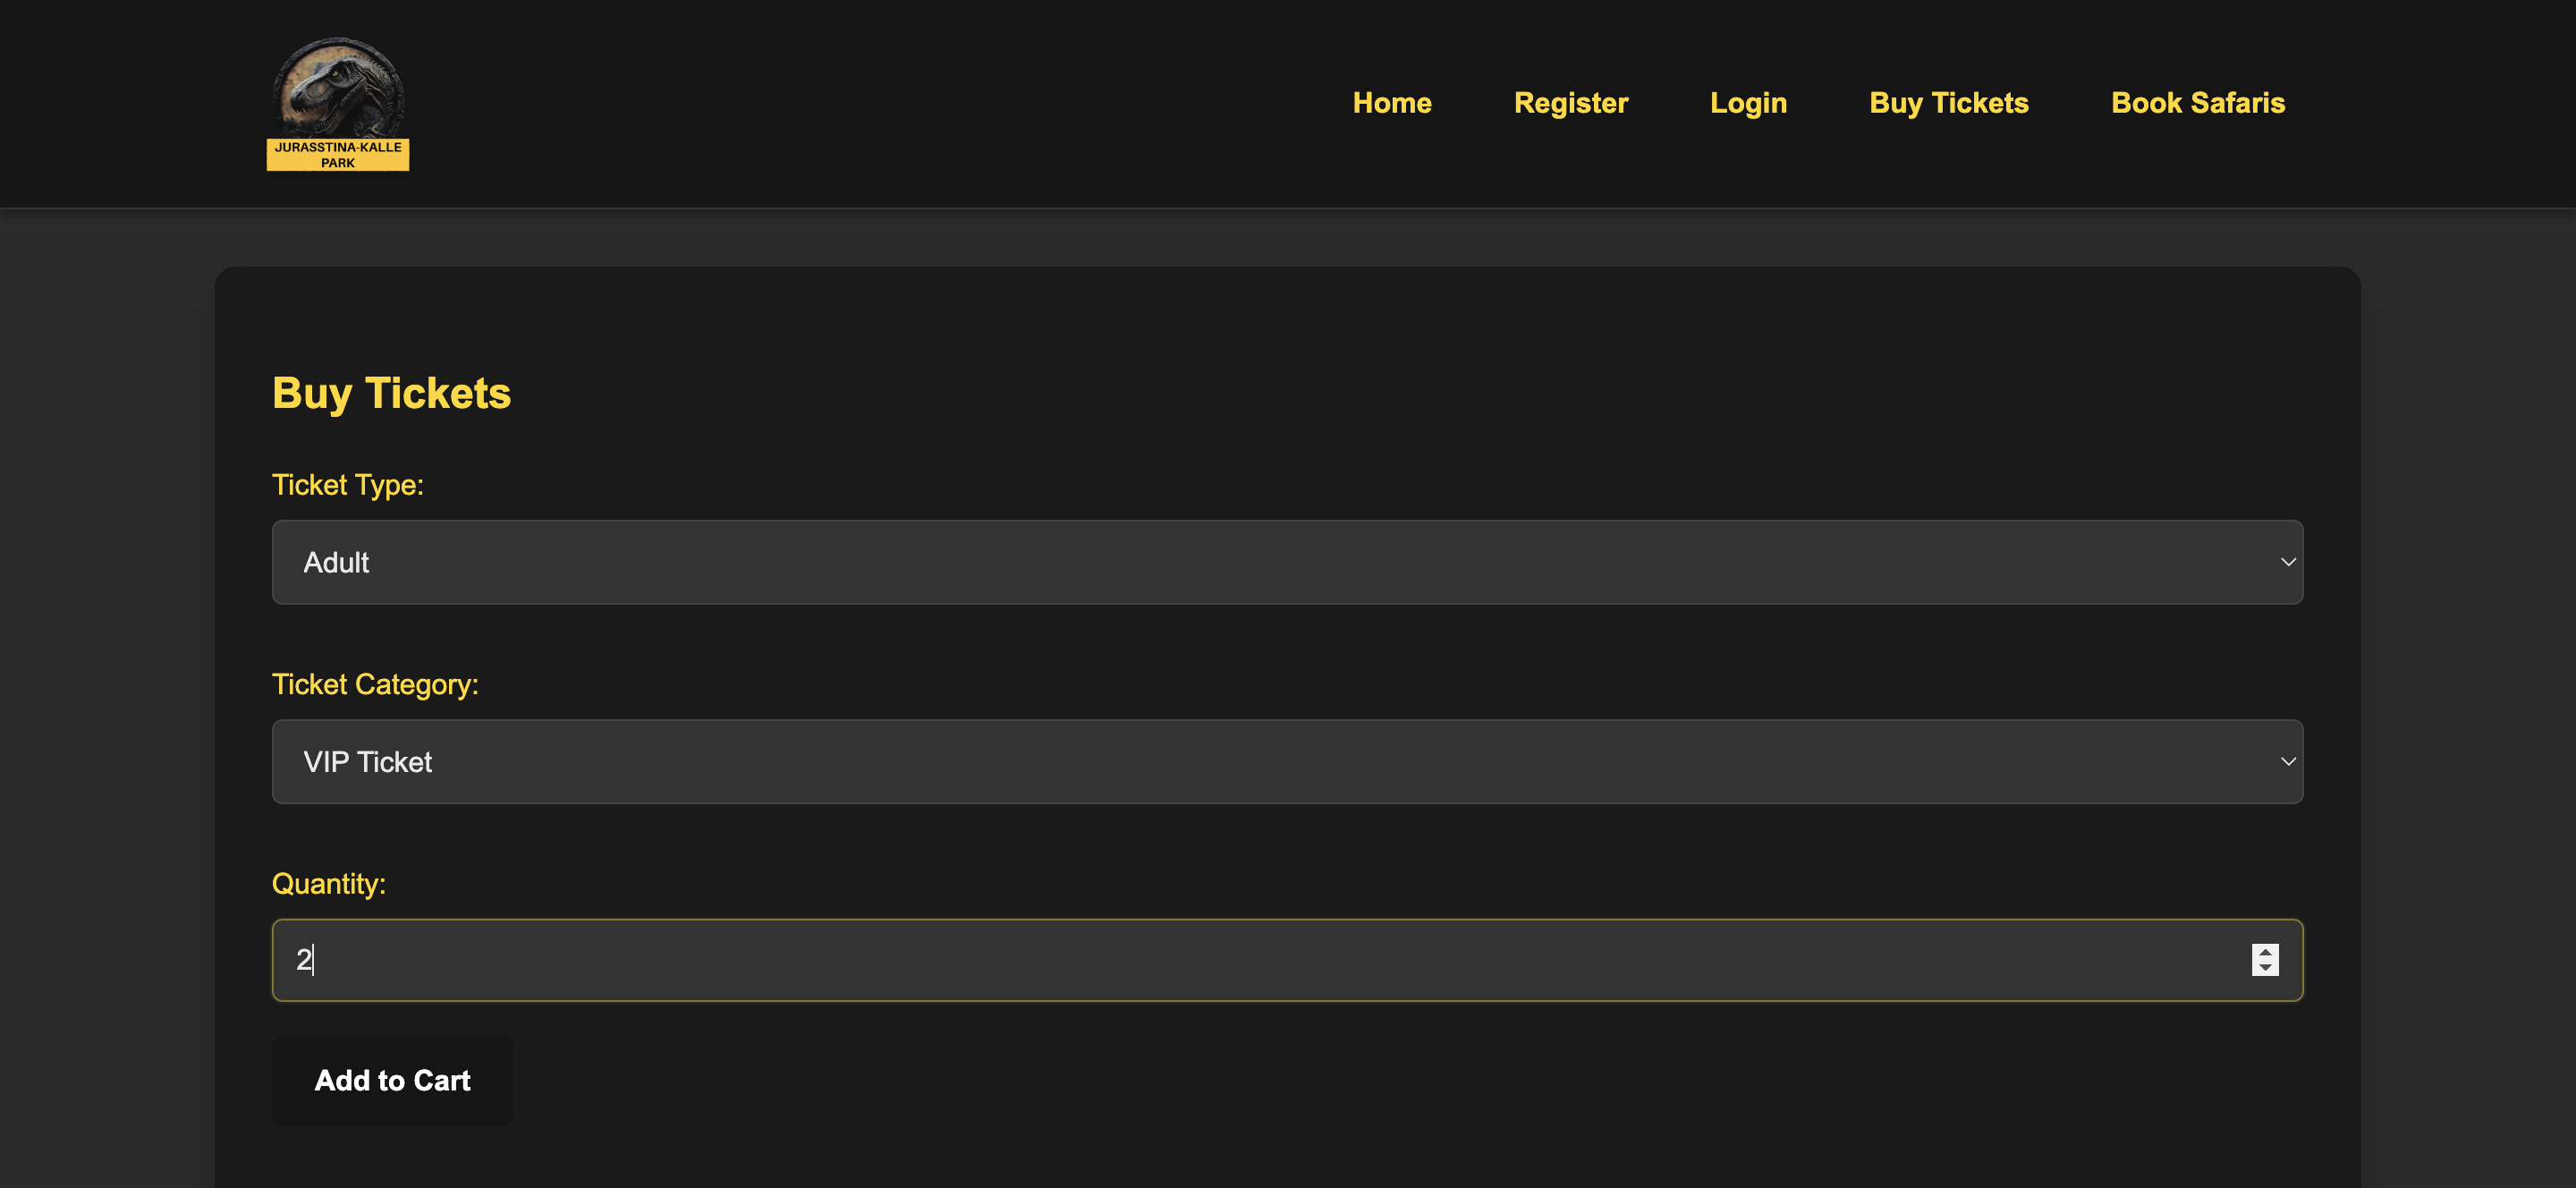 JURASSTINA-KALLE
PARK
Home Register Login Buy Tickets Book Safaris
Buy Tickets
Ticket Type:
Adult
Ticket Category:
VIP Ticket
Quantity:
2
Add to Cart